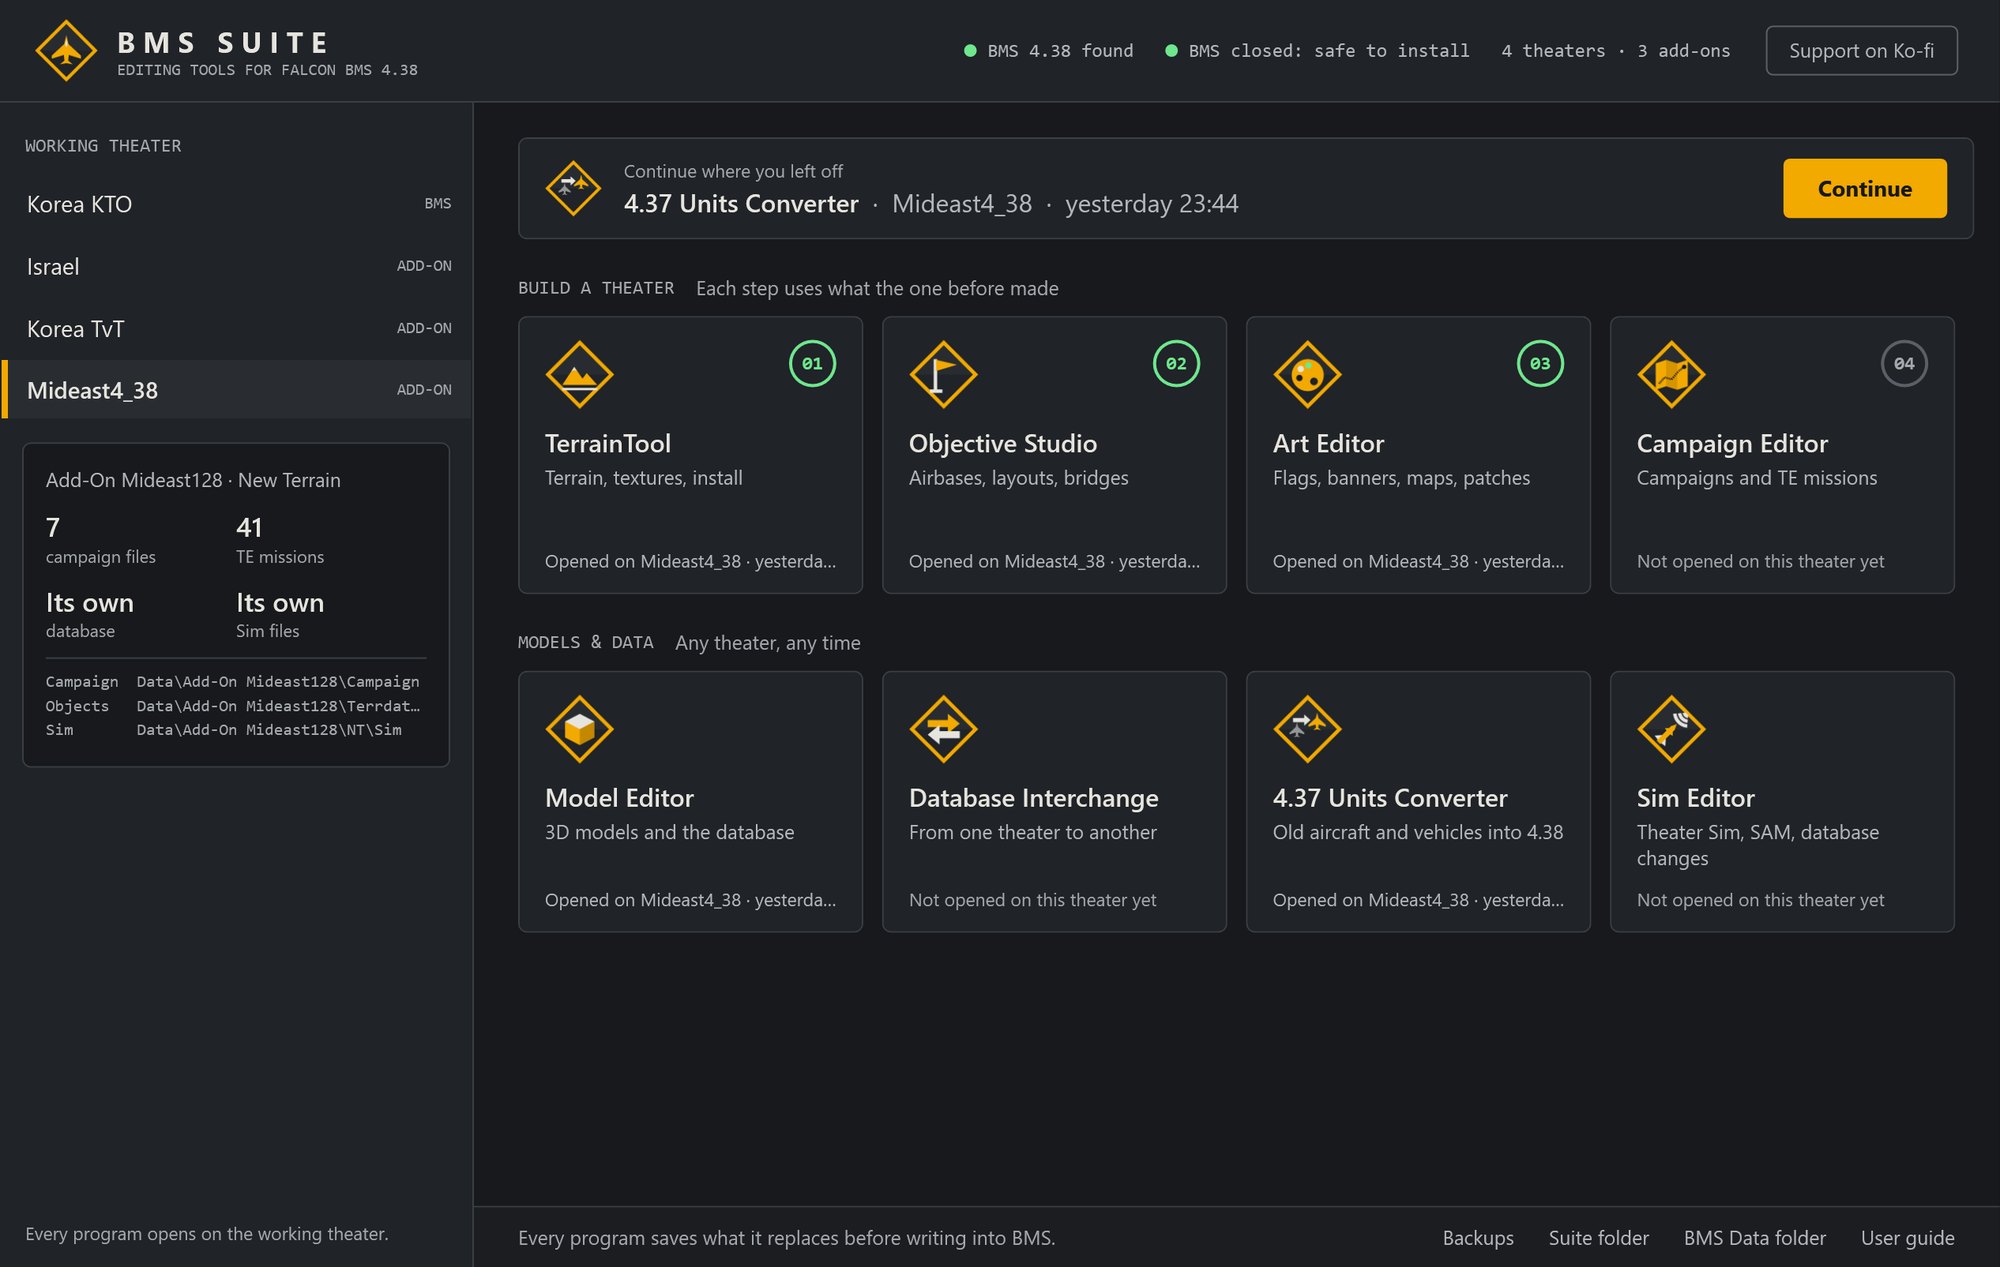 BMS SUITE
EDITING TOOLS FOR FALCON BMS 4.38
BMS 4.38 found
BMS closed: safe to install
4 theaters · 3 add-ons
Support on Ko-fi
WORKING THEATER
Korea KTO
BMS
Israel
ADD-ON
Korea TvT
ADD-ON
Mideast4_38
ADD-ON
Add-On Mideast128 · New Terrain
7
campaign files
41
TE missions
Its own
database
Its own
Sim files
Campaign Data\Add-On Mideast128\Campaign
Objects Data\Add-On Mideast128\Terrdat…
Sim Data\Add-On Mideast128\NT\Sim
Every program opens on the working theater.
Continue where you left off
4.37 Units Converter · Mideast4_38 · yesterday 23:44
Continue
BUILD A THEATER Each step uses what the one before made
01
TerrainTool
Terrain, textures, install
Opened on Mideast4_38 · yesterda…
02
Objective Studio
Airbases, layouts, bridges
Opened on Mideast4_38 · yesterda…
03
Art Editor
Flags, banners, maps, patches
Opened on Mideast4_38 · yesterda…
04
Campaign Editor
Campaigns and TE missions
Not opened on this theater yet
MODELS & DATA Any theater, any time
Model Editor
3D models and the database
Opened on Mideast4_38 · yesterda…
Database Interchange
From one theater to another
Not opened on this theater yet
4.37 Units Converter
Old aircraft and vehicles into 4.38
Opened on Mideast4_38 · yesterda…
Sim Editor
Theater Sim, SAM, database
changes
Not opened on this theater yet
Every program saves what it replaces before writing into BMS.
Backups
Suite folder
BMS Data folder
User guide